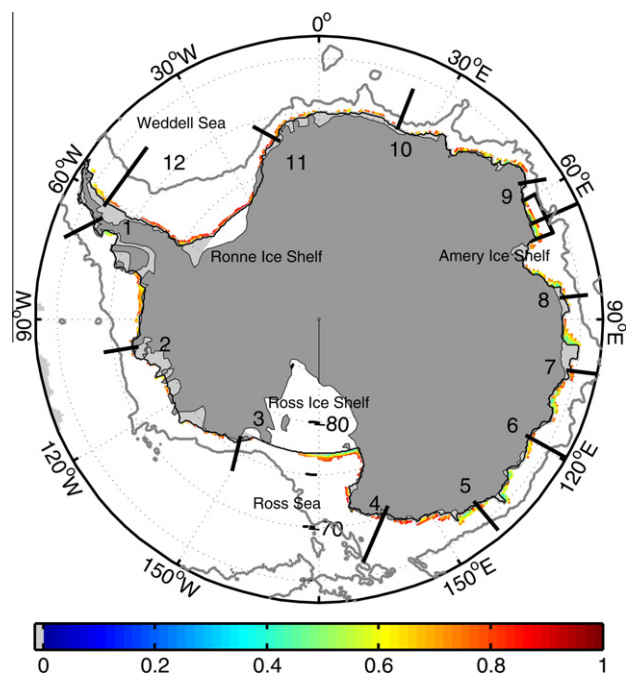 0°
30°W
30°E
Weddell Sea
12
11
10
60°W
60°E
9
1
Ronne Ice Shelf
Amery Ice Shelf
8
90°W
90°E
2
7
Ross Ice Shelf
3
80
6
120°W
120°E
Ross Sea
4
5
70
150°W
150°E
0
0.2
0.4
0.6
0.8
1